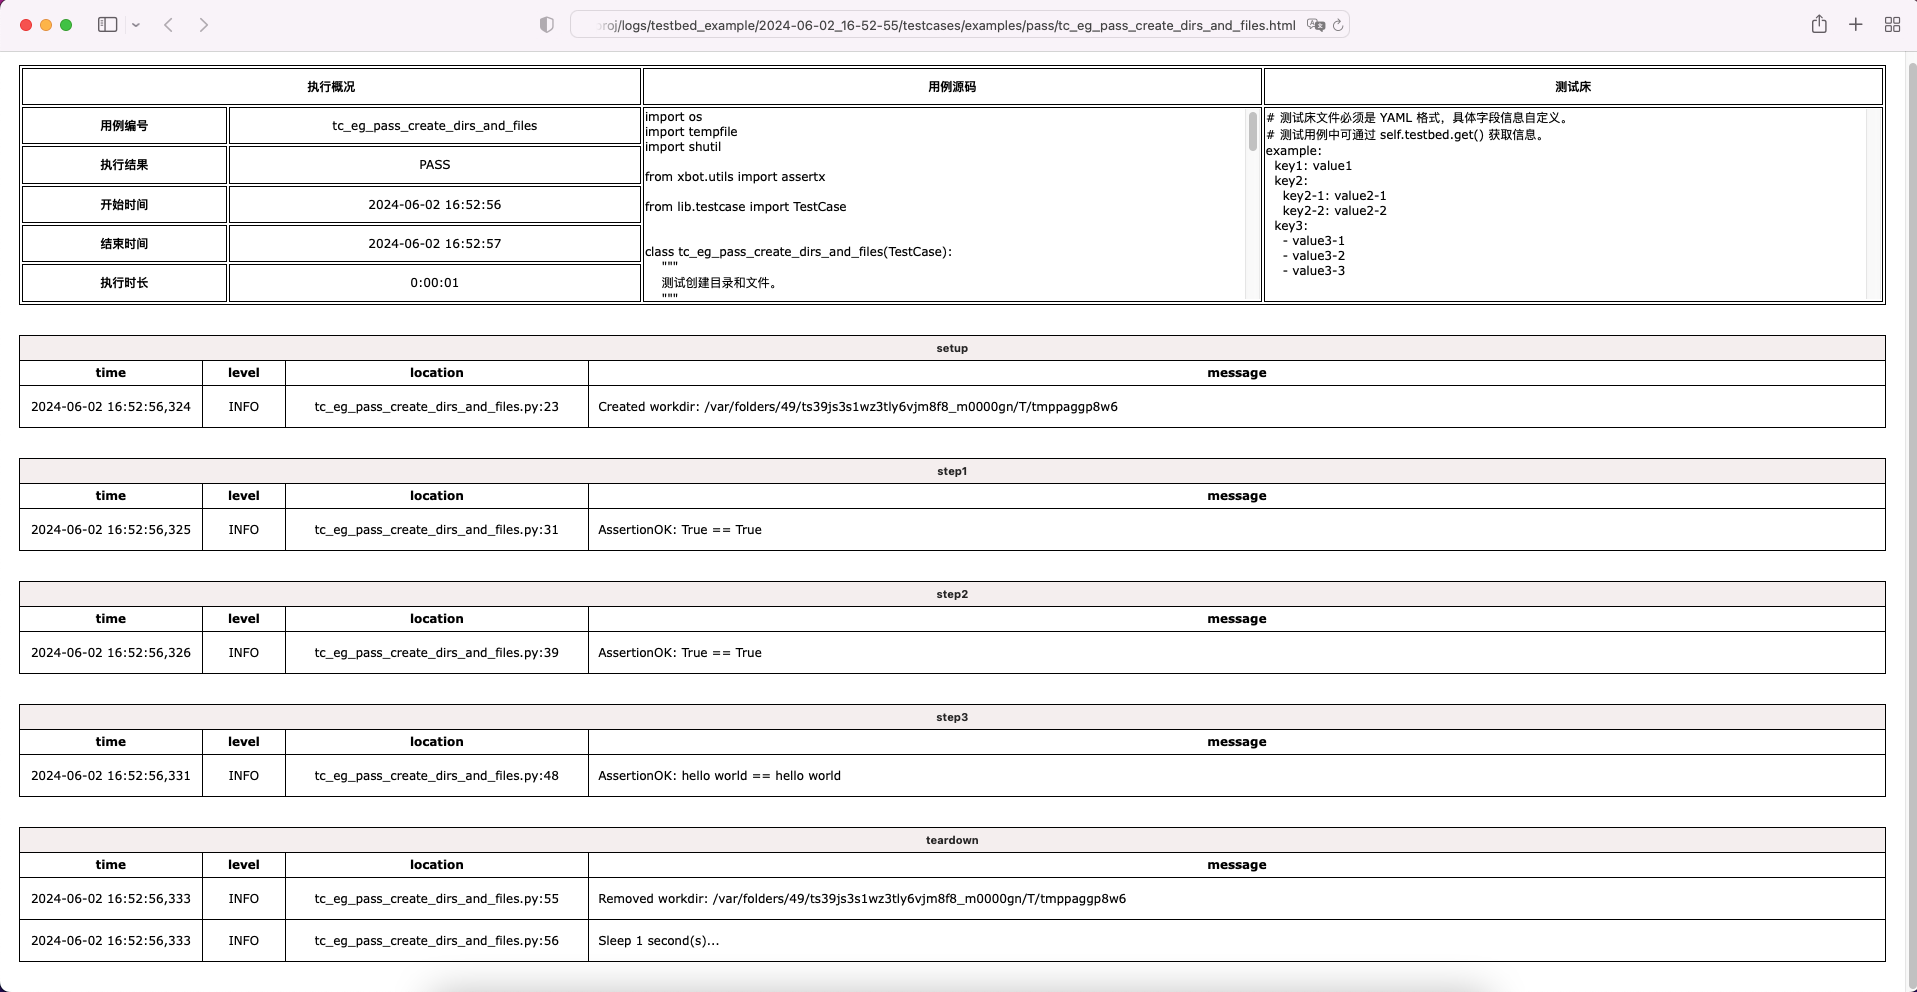 roj/logs/testbed_example/2024-06-02_16-52-55/testcases/examples/pass/tc_eg_pass_create_dirs_and_files.html
执行概况
用例编号 tc_eg_pass_create_dirs_and_files
执行结果 PASS
开始时间 2024-06-02 16:52:56
结束时间 2024-06-02 16:52:57
执行时长 0:00:01
用例源码
import os
import tempfile
import shutil
from xbot.utils import assertx
from lib.testcase import TestCase
class tc_eg_pass_create_dirs_and_files(TestCase):
"""
测试创建目录和文件。
"""
测试床
# 测试床文件必须是 YAML 格式，具体字段信息自定义。
# 测试用例中可通过 self.testbed.get() 获取信息。
example:
key1: value1
key2:
key2-1: value2-1
key2-2: value2-2
key3:
- value3-1
- value3-2
- value3-3
setup
time level location message
2024-06-02 16:52:56,324 INFO tc_eg_pass_create_dirs_and_files.py:23 Created workdir: /var/folders/49/ts39js3s1wz3tly6vjm8f8_m0000gn/T/tmppaggp8w6
step1
time level location message
2024-06-02 16:52:56,325 INFO tc_eg_pass_create_dirs_and_files.py:31 AssertionOK: True == True
step2
time level location message
2024-06-02 16:52:56,326 INFO tc_eg_pass_create_dirs_and_files.py:39 AssertionOK: True == True
step3
time level location message
2024-06-02 16:52:56,331 INFO tc_eg_pass_create_dirs_and_files.py:48 AssertionOK: hello world == hello world
teardown
time level location message
2024-06-02 16:52:56,333 INFO tc_eg_pass_create_dirs_and_files.py:55 Removed workdir: /var/folders/49/ts39js3s1wz3tly6vjm8f8_m0000gn/T/tmppaggp8w6
2024-06-02 16:52:56,333 INFO tc_eg_pass_create_dirs_and_files.py:56 Sleep 1 second(s)...